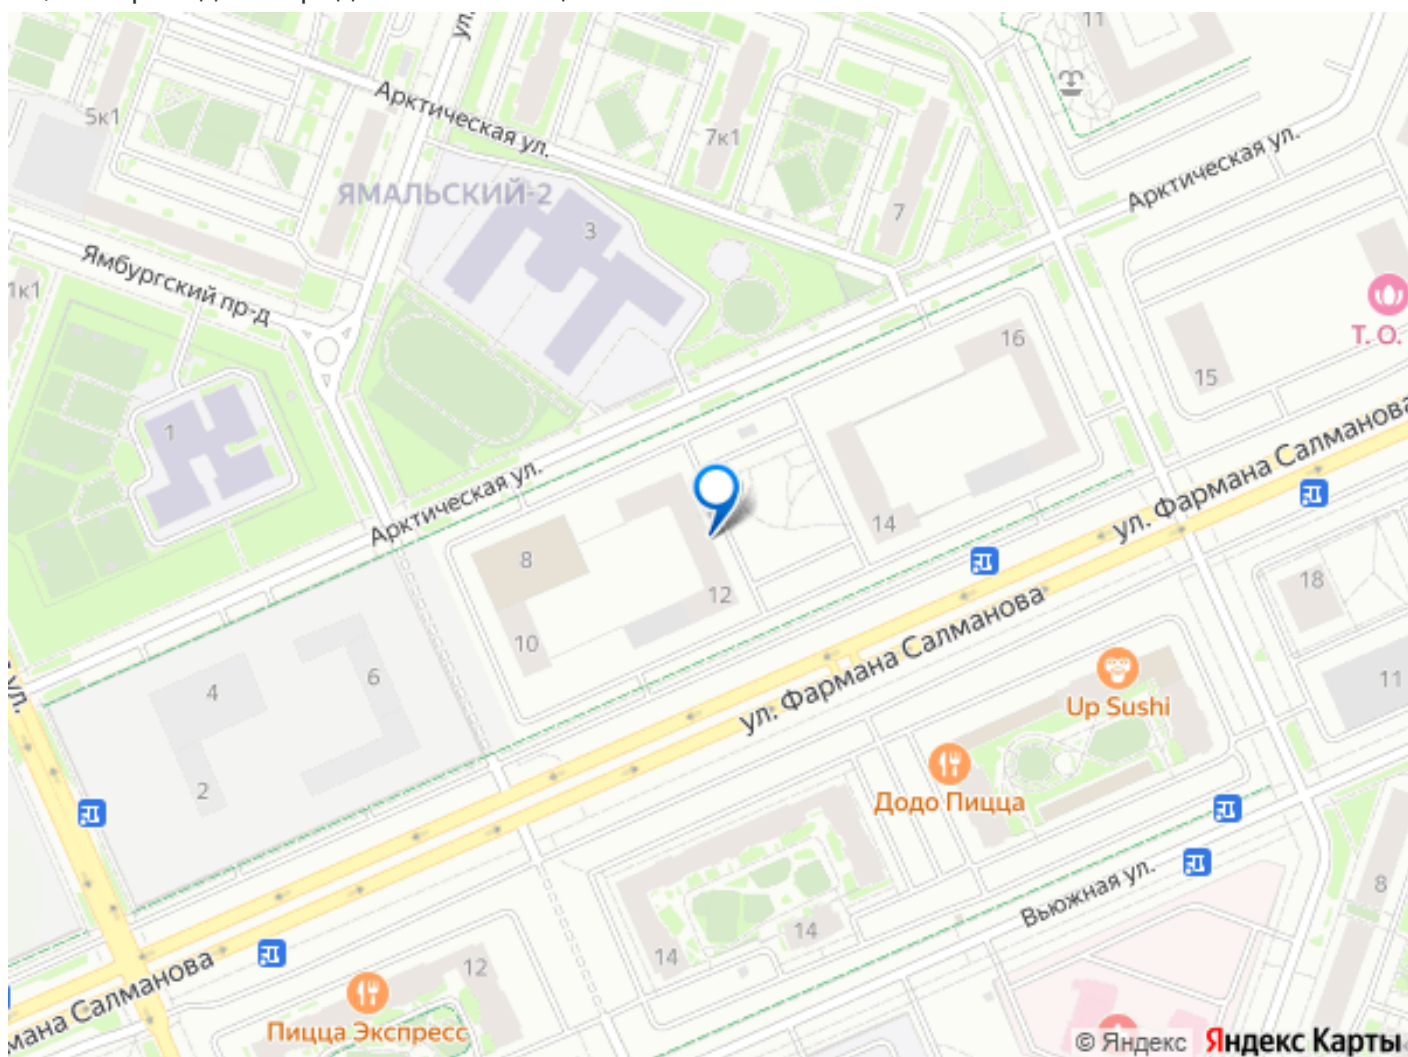 11
ул.
Арктическая ул.
5к1
7к1
Арктическая ул.
ЯМАЛЬСКИЙ-2
7
3
Ямбургский пр-д
1к1
16
Т. О.
15
1
ул. Фармана Салманова
Арктическая ул.
14
8
12
18
ул. Фармана Салманова
10
6
4
11
Up Sushi
ул.
2
Додо Пицца
8
Вьюжная ул.
14
14
12
мана Салманова
Пицца Экспресс
© Яндекс Яндекс Карты